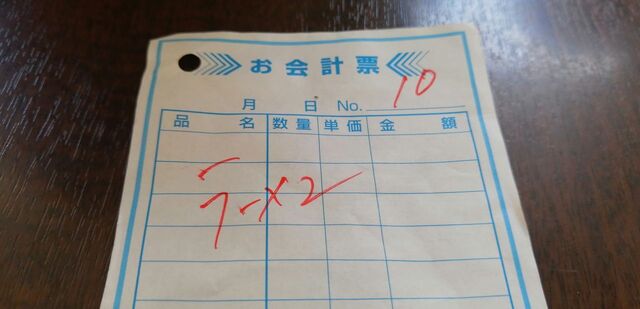 お会計票
月 日 No. 10
品 名 数量 単価 金 額
ラーメ2